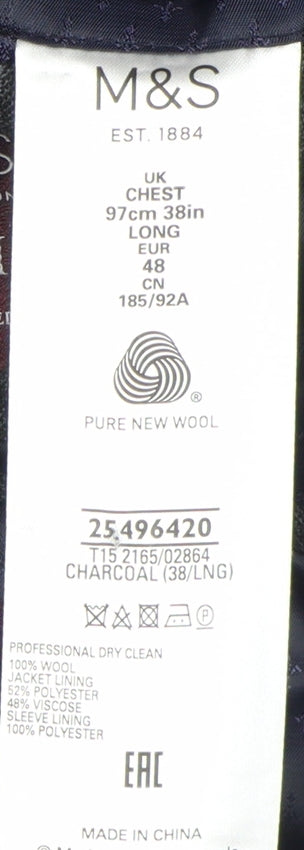 M&S
EST. 1884
UK
CHEST
97cm 38in
LONG
EUR
48
CN
185/92A
®
PURE NEW WOOL
25496420
T15 2165/02864
CHARCOAL (38/LNG)
P
PROFESSIONAL DRY CLEAN
100% WOOL
JACKET LINING
52% POLYESTER
48% VISCOSE
SLEEVE LINING
100% POLYESTER
EAC
MADE IN CHINA